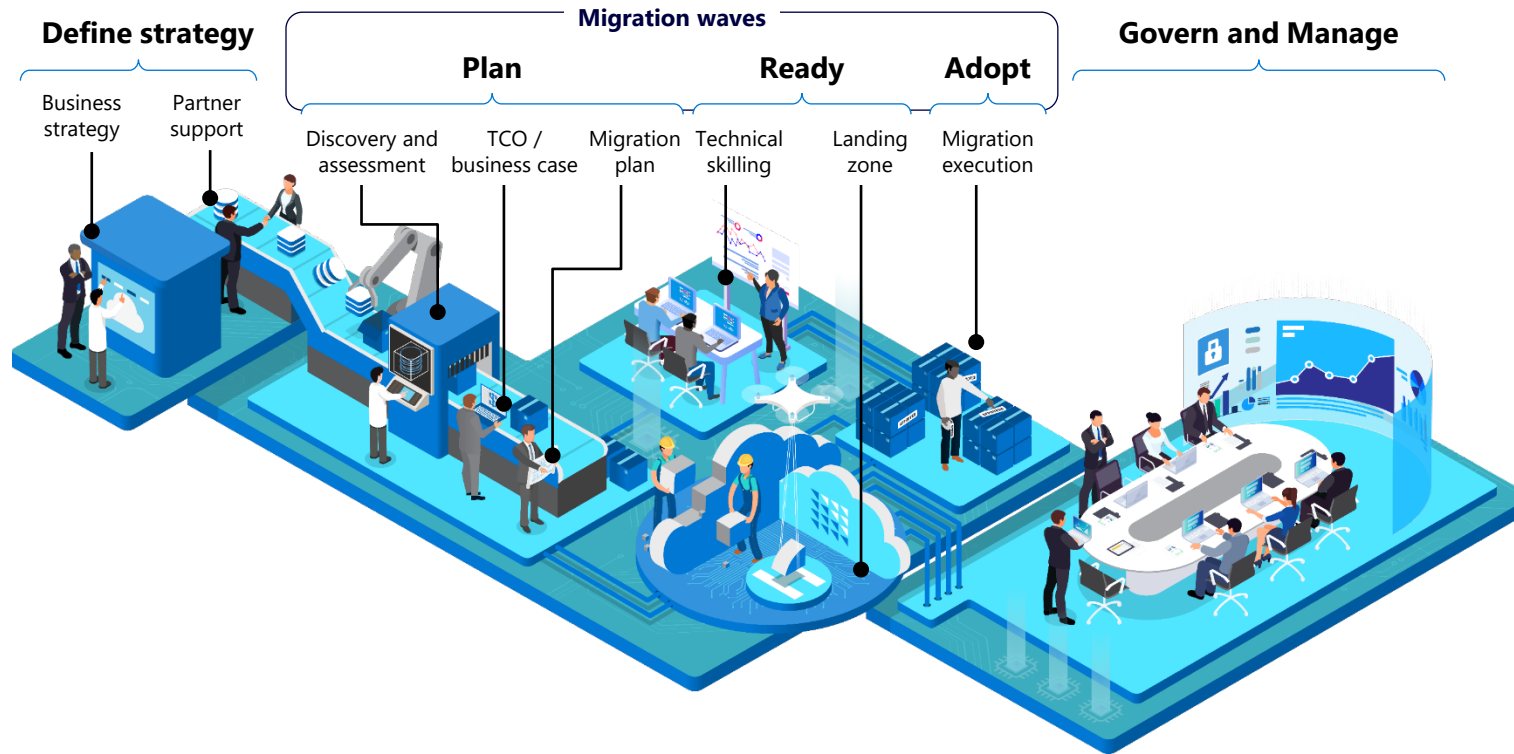 Migration waves
Define strategy
Plan
Ready
Adopt
Govern and Manage
Business
strategy
Partner
support
Discovery and
assessment
TCO /
business case
Migration
plan
Technical
skilling
Landing
zone
Migration
execution